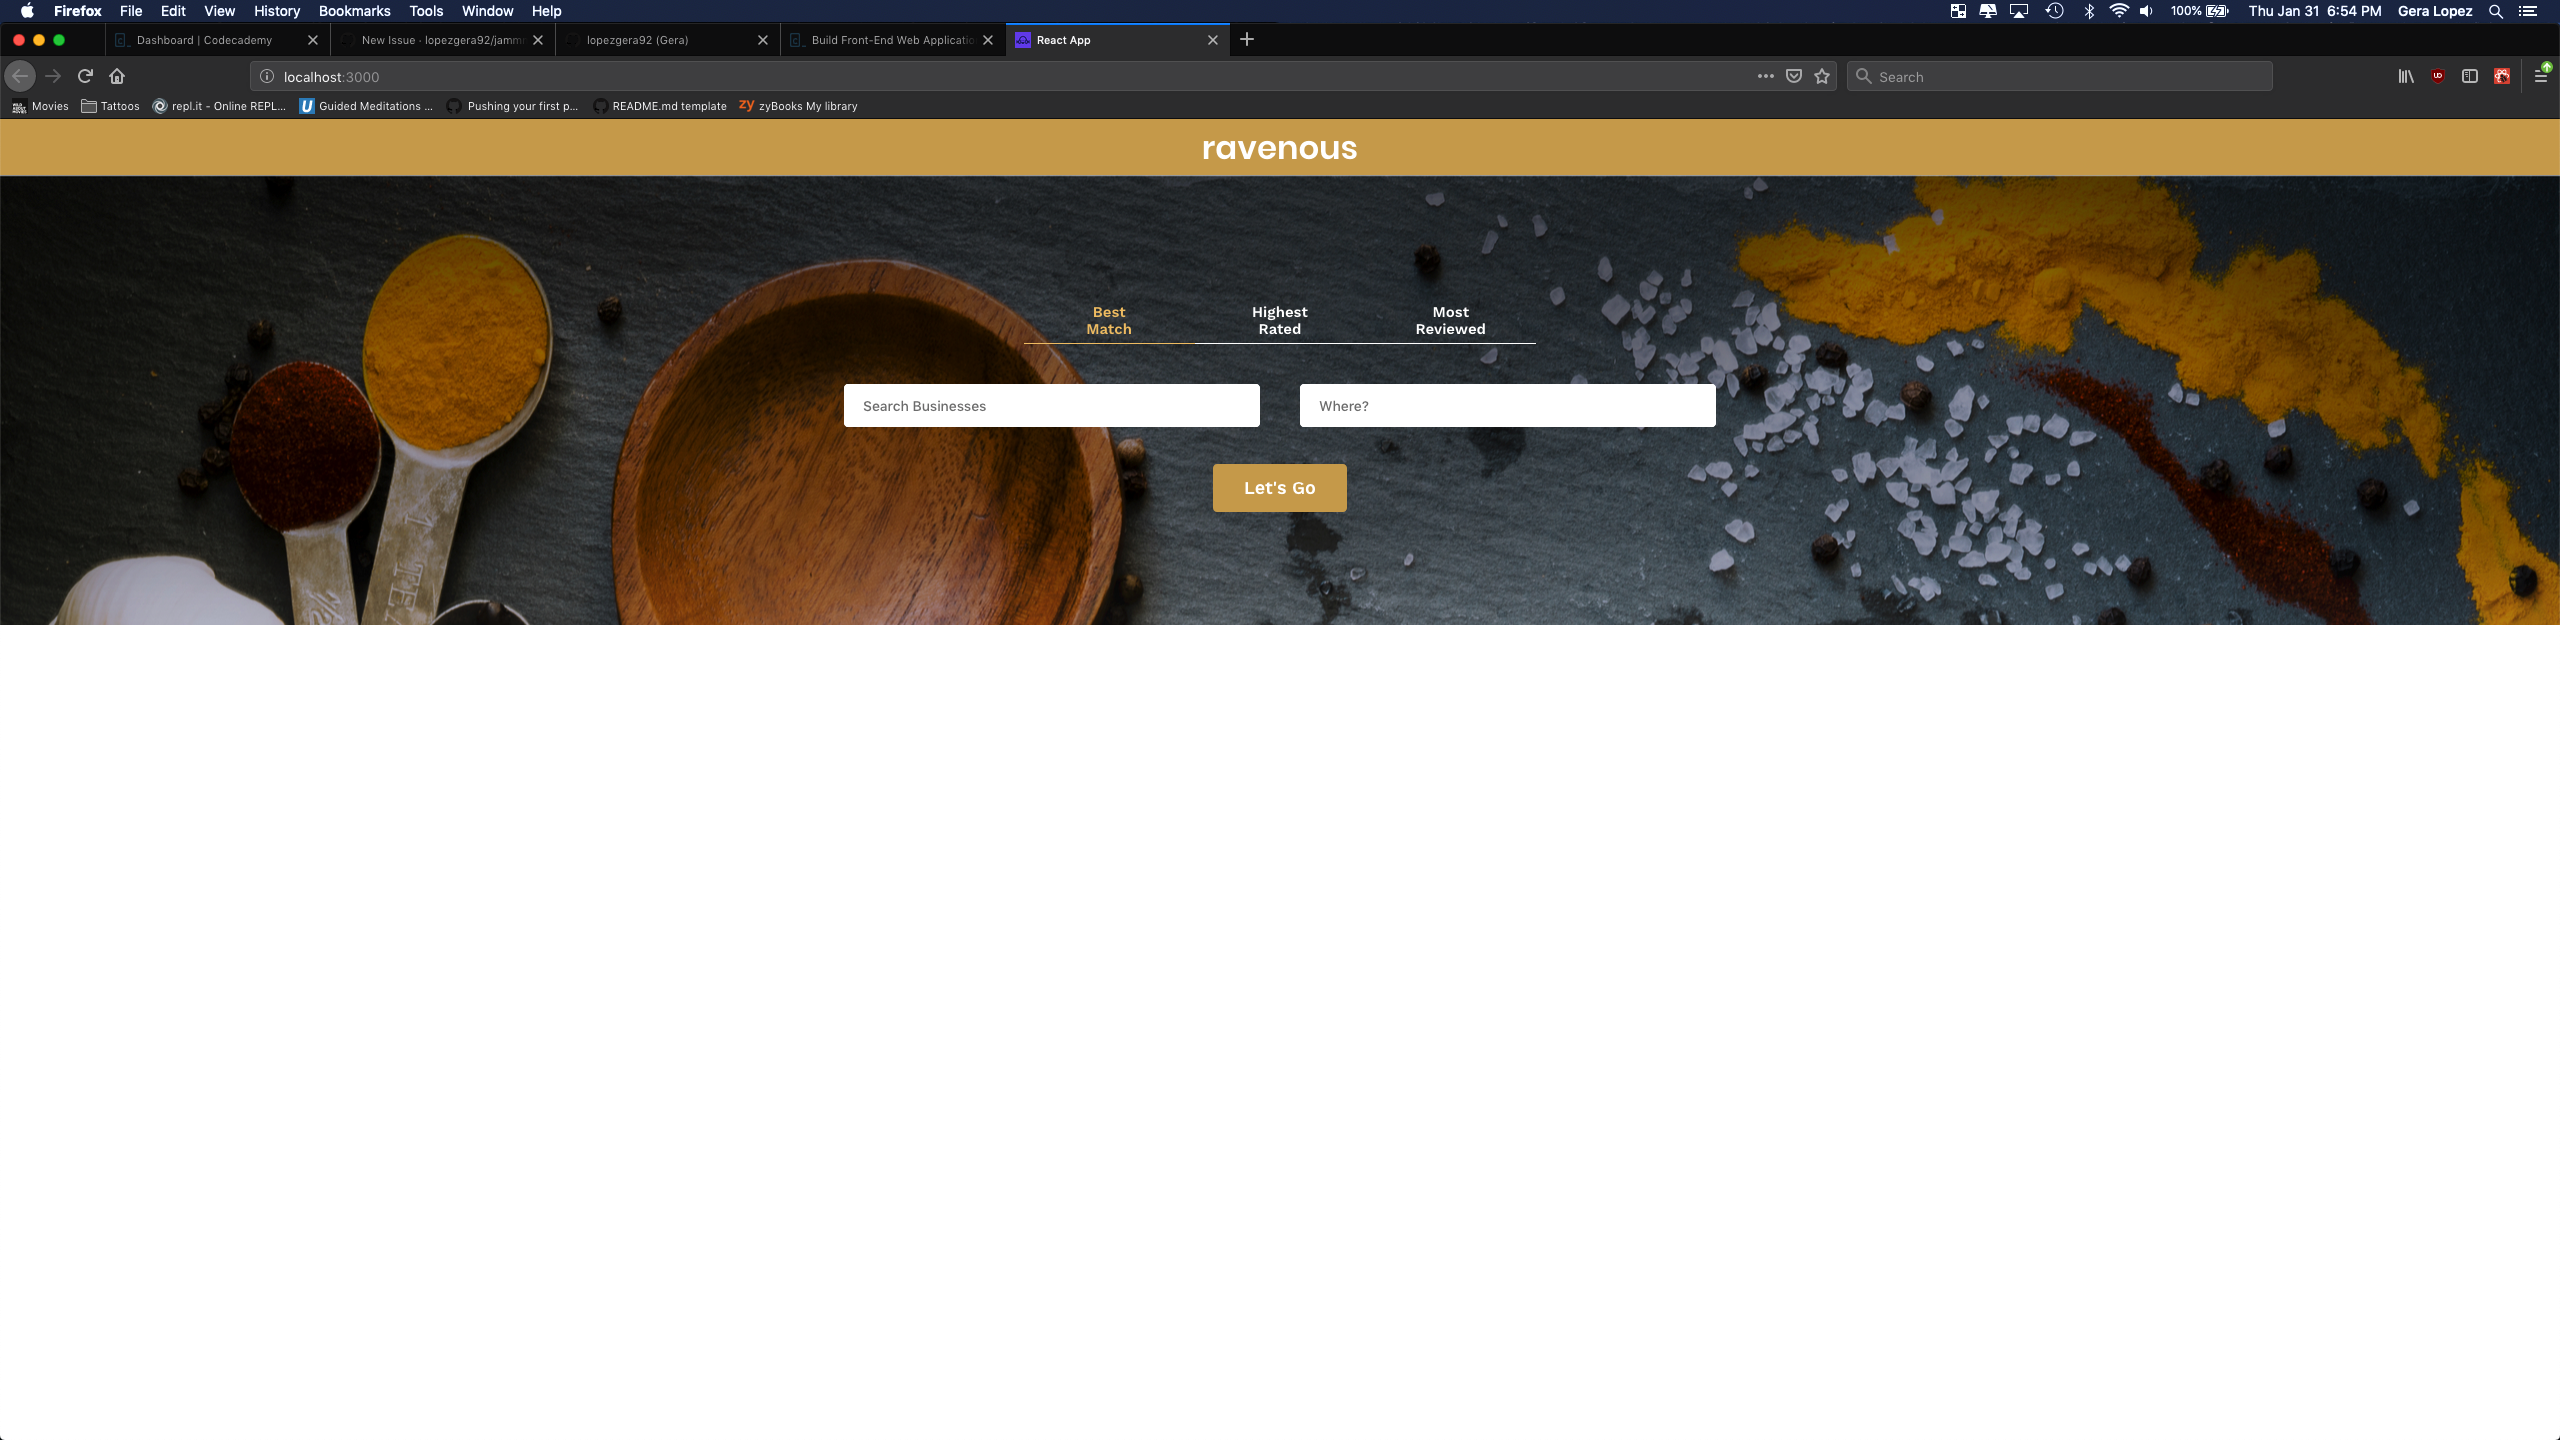 Firefox File Edit View History Bookmarks Tools Window Help 100% Thu Jan 31 6:54 PM Gera Lopez
Dashboard | Codecademy New Issue · lopezgera92/jamm lopezgera92 (Gera) Build Front-End Web Applicatio React App
localhost:3000 Search
Movies Tattoos repl.it - Online REPL... Guided Meditations ... Pushing your first p... README.md template zy zyBooks My library
ravenous
Best Highest Most
Match Rated Reviewed
Search Businesses Where?
Let's Go